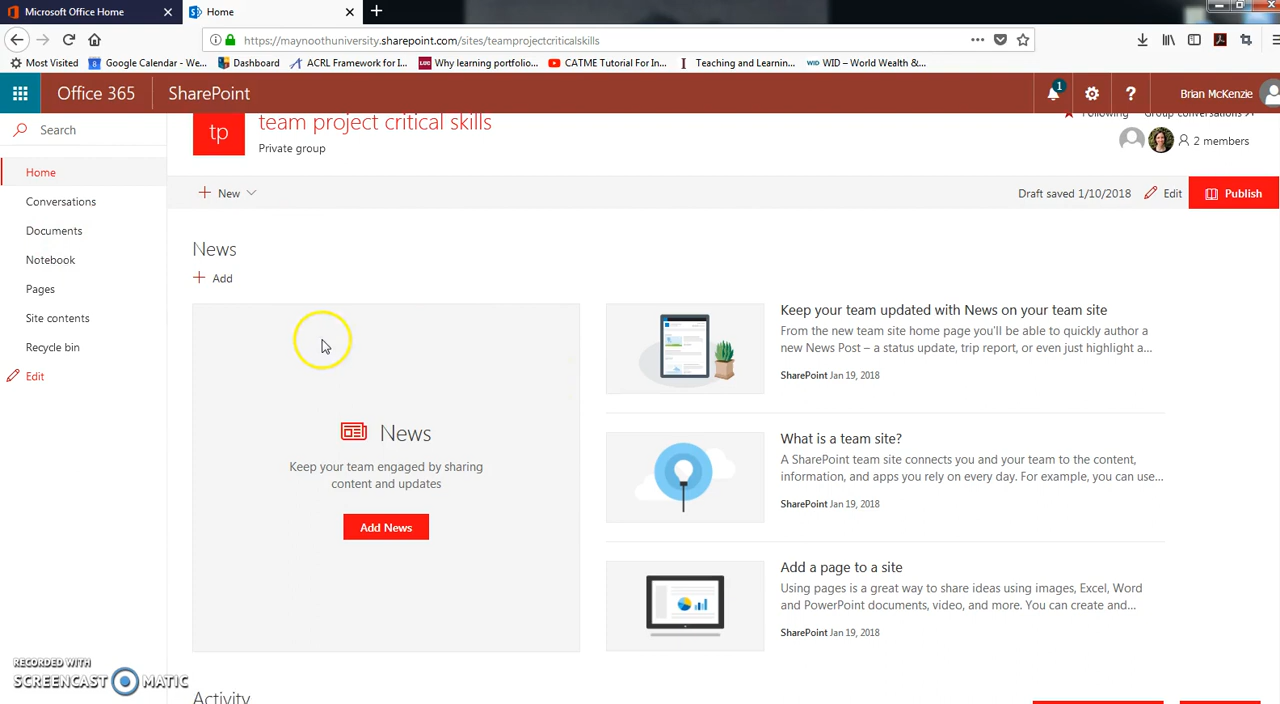 Microsoft Office Home
Home
https://maynoothuniversity.sharepoint.com/sites/teamprojectcriticalskills
Most Visited
Google Calendar - We...
Dashboard
ACRL Framework for I...
Why learning portfolio...
CATME Tutorial For In...
Teaching and Learnin...
WID – World Wealth &...
Office 365
SharePoint
1
Brian McKenzie
Search
tp
team project critical skills
Private group
Following
Group conversations
2 members
Home
Conversations
Documents
Notebook
Pages
Site contents
Recycle bin
Edit
New
Draft saved 1/10/2018
Edit
Publish
News
Add
News
Keep your team engaged by sharing
content and updates
Add News
Keep your team updated with News on your team site
From the new team site home page you'll be able to quickly author a
new News Post – a status update, trip report, or even just highlight a...
SharePoint Jan 19, 2018
What is a team site?
A SharePoint team site connects you and your team to the content,
information, and apps you rely on every day. For example, you can use...
SharePoint Jan 19, 2018
Add a page to a site
Using pages is a great way to share ideas using images, Excel, Word
and PowerPoint documents, video, and more. You can create and...
SharePoint Jan 19, 2018
Activity
RECORDED WITH
SCREENCAST MATIC